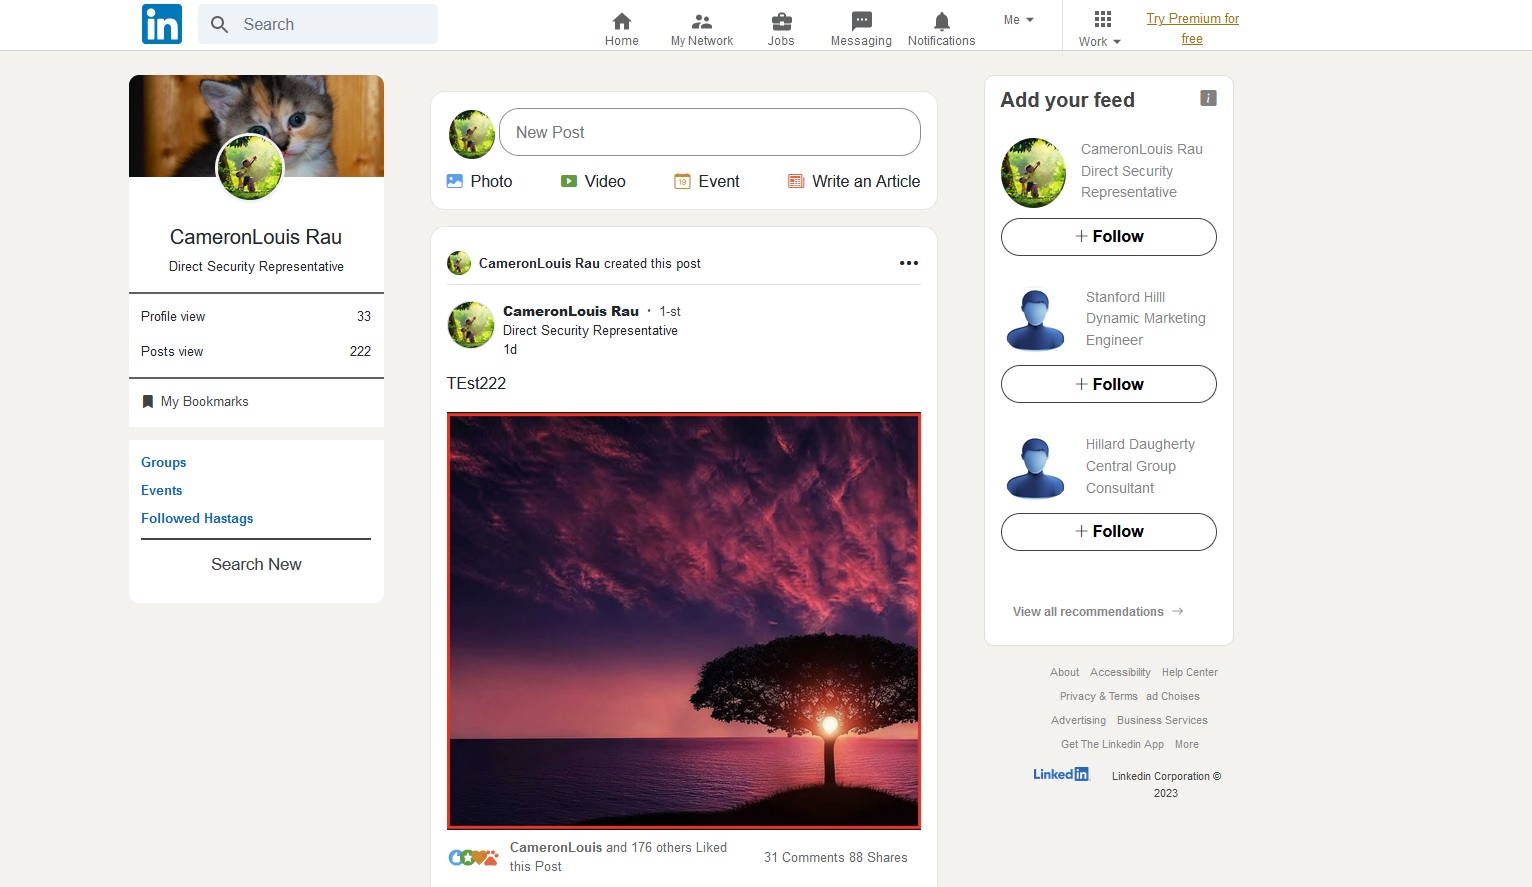 in
Search
Home
My Network
Jobs
Messaging
Notifications
Me
Work
Try Premium for
free
CameronLouis Rau
Direct Security Representative
Profile view 33
Posts view 222
My Bookmarks
Groups
Events
Followed Hastags
Search New
New Post
Photo
Video
19
Event
Write an Article
CameronLouis Rau created this post
CameronLouis Rau · 1-st
Direct Security Representative
1d
TEst222
CameronLouis and 176 others Liked
this Post
31 Comments 88 Shares
Add your feed
i
CameronLouis Rau
Direct Security
Representative
+ Follow
Stanford Hilll
Dynamic Marketing
Engineer
+ Follow
Hillard Daugherty
Central Group
Consultant
+ Follow
View all recommendations →
About Accessibility Help Center
Privacy & Terms ad Choises
Advertising Business Services
Get The Linkedin App More
Linkedin
Linkedin Corporation ©
2023